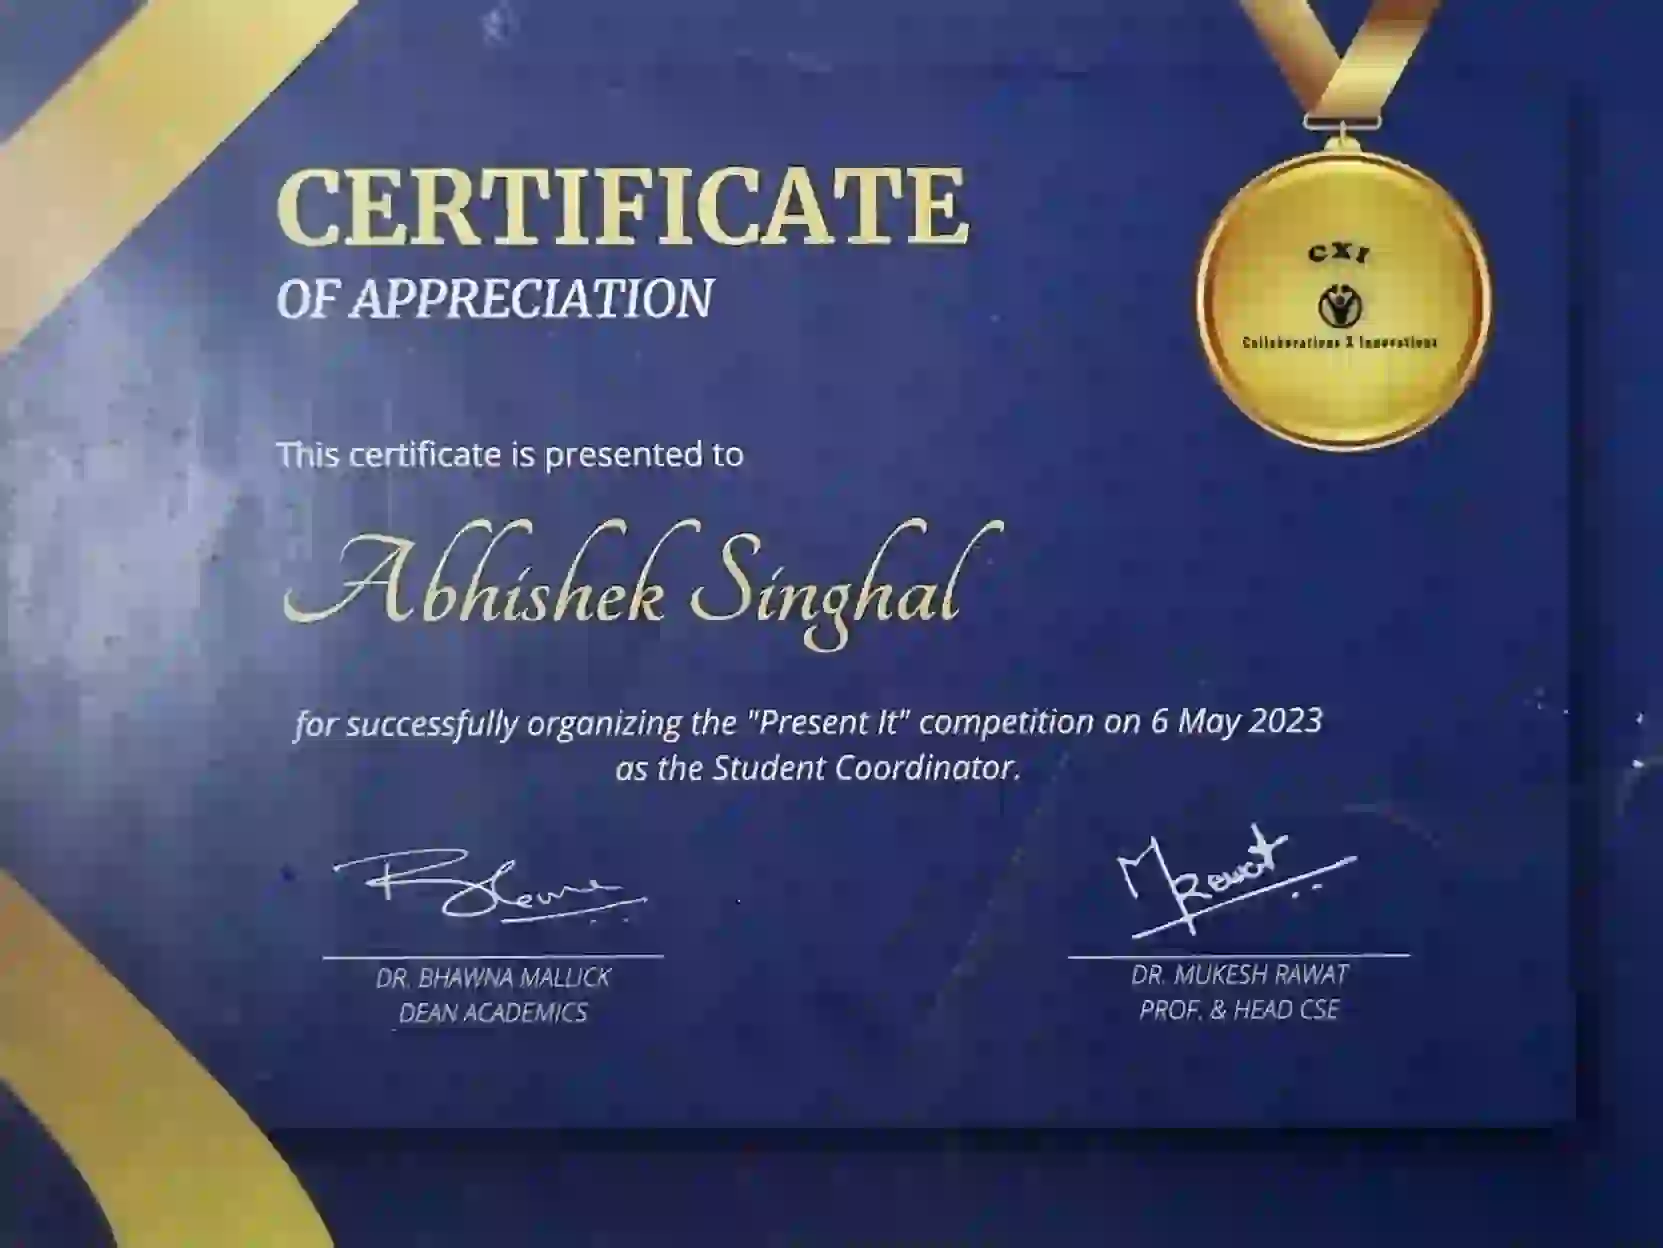 CERTIFICATE
OF APPRECIATION
CXI
Collaborations X Innovations
This certificate is presented to
Abhishek Singhal
for successfully organizing the "Present It" competition on 6 May 2023
as the Student Coordinator.
Bhawna
MRawat
DR. BHAWNA MALLICK
DEAN ACADEMICS
DR. MUKESH RAWAT
PROF. & HEAD CSE